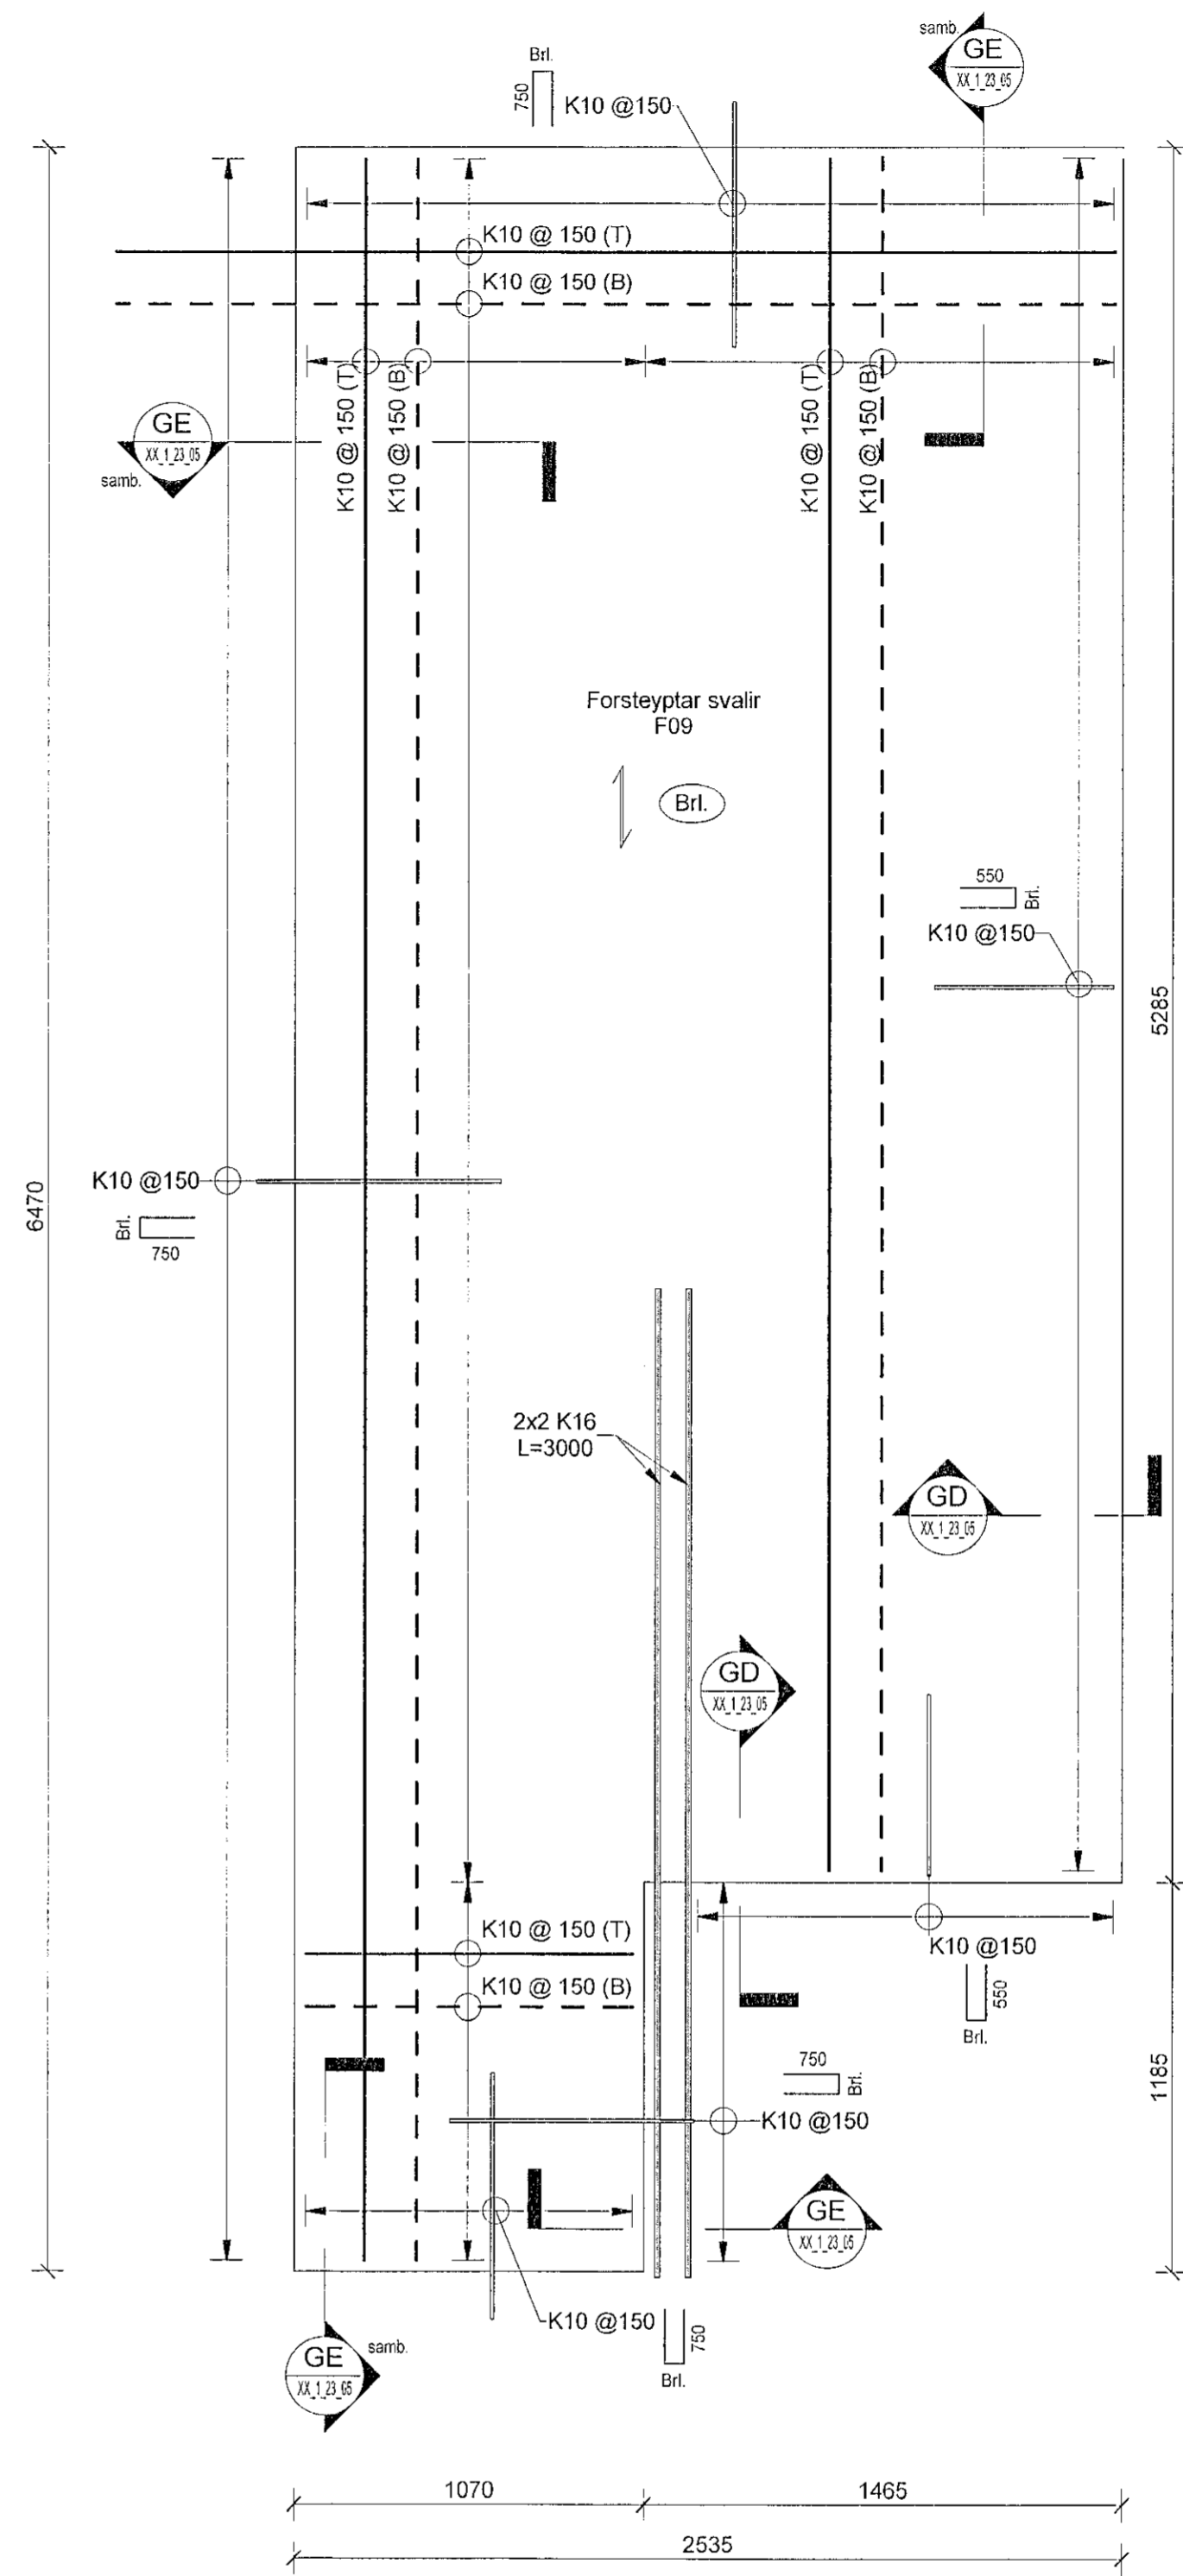 samb.
GE
XX_1_23_05
Brl.
750
K10 @150
K10 @ 150 (T)
K10 @ 150 (B)
K10 @ 150 (T)
K10 @ 150 (B)
K10 @ 150 (T)
K10 @ 150 (B)
GE
XX_1_23_05
samb.
Forsteyptar svalir
F09
Brl.
550
Brl.
K10 @150
5285
6470
K10 @150
Brl.
750
2x2 K16
L=3000
GD
XX_1_23_05
GD
XX_1_23_05
K10 @ 150 (T)
K10 @150
K10 @ 150 (B)
550
Brl.
750
Brl.
K10 @150
1185
GE
XX_1_23_05
K10 @150
750
Brl.
GE
XX_1_23_05
samb.
1070
1465
2535